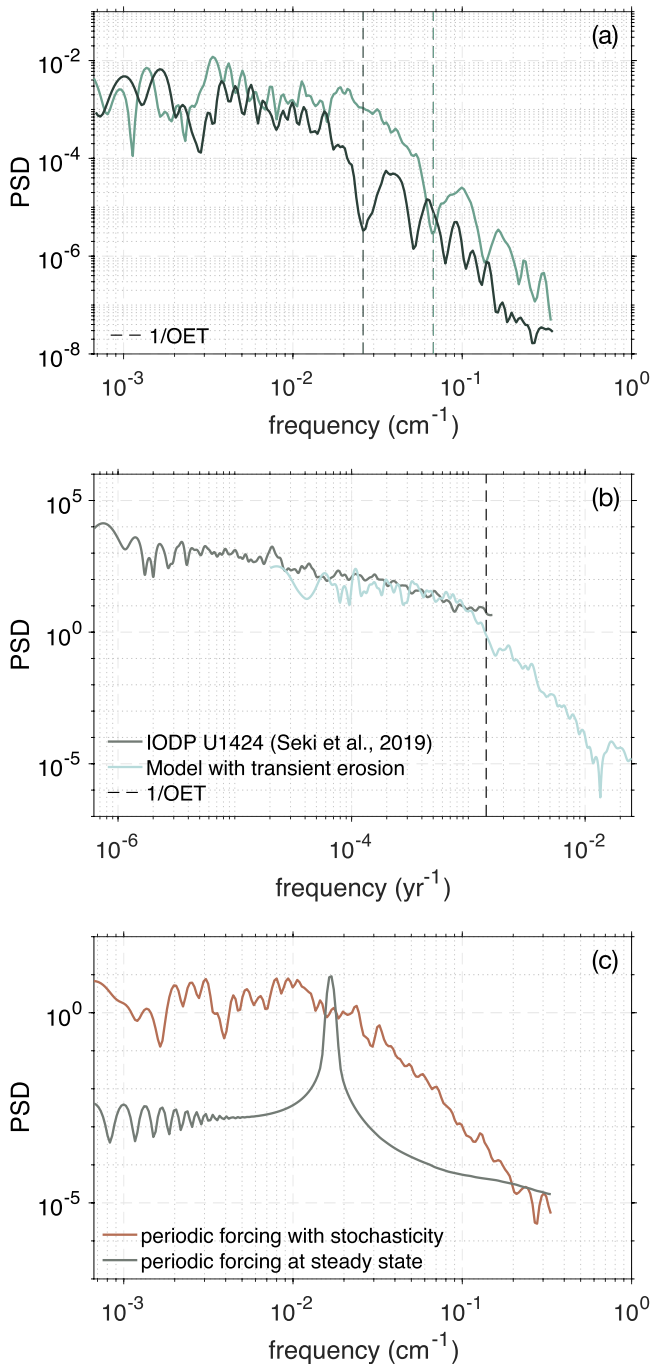 (a)
10^-2
10^-4
10^-6
10^-8
PSD
1/OET
10^-3
10^-2
10^-1
10^0
frequency (cm^-1)
(b)
10^5
10^0
10^-5
PSD
IODP U1424 (Seki et al., 2019)
Model with transient erosion
1/OET
10^-6
10^-4
10^-2
frequency (yr^-1)
(c)
10^0
10^-5
PSD
periodic forcing with stochasticity
periodic forcing at steady state
10^-3
10^-2
10^-1
10^0
frequency (cm^-1)